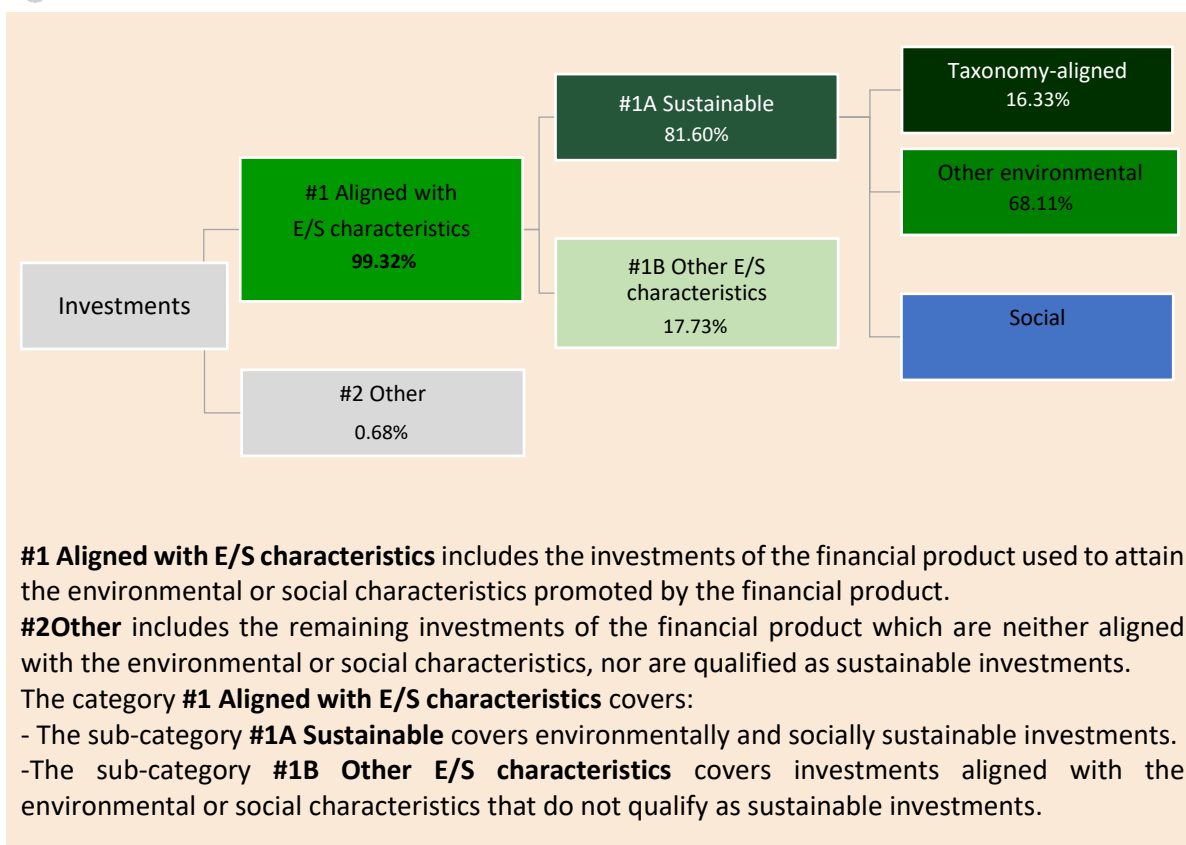 Investments
#1 Aligned with
E/S characteristics
99.32%
#2 Other
0.68%
#1A Sustainable
81.60%
#1B Other E/S
characteristics
17.73%
Taxonomy-aligned
16.33%
Other environmental
68.11%
Social
#1 Aligned with E/S characteristics includes the investments of the financial product used to attain
the environmental or social characteristics promoted by the financial product.
#2Other includes the remaining investments of the financial product which are neither aligned
with the environmental or social characteristics, nor are qualified as sustainable investments.
The category #1 Aligned with E/S characteristics covers:
- The sub-category #1A Sustainable covers environmentally and socially sustainable investments.
-The sub-category #1B Other E/S characteristics covers investments aligned with the
environmental or social characteristics that do not qualify as sustainable investments.